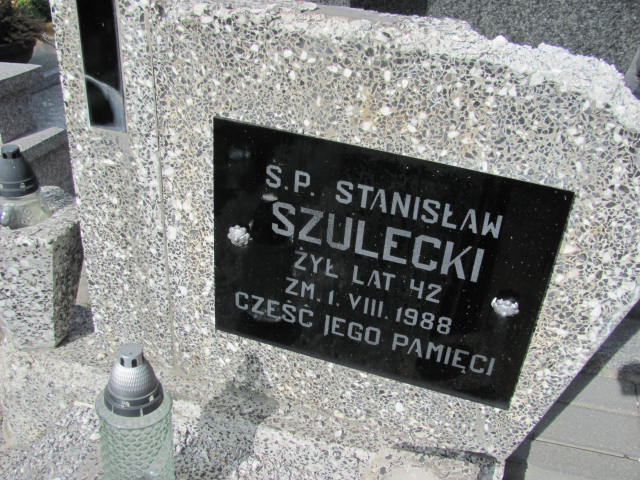 Ś.P. STANISŁAW
SZULECKI
ŻYŁ LAT 42
ZM. 1. VIII. 1988
CZEŚĆ JEGO PAMIĘCI